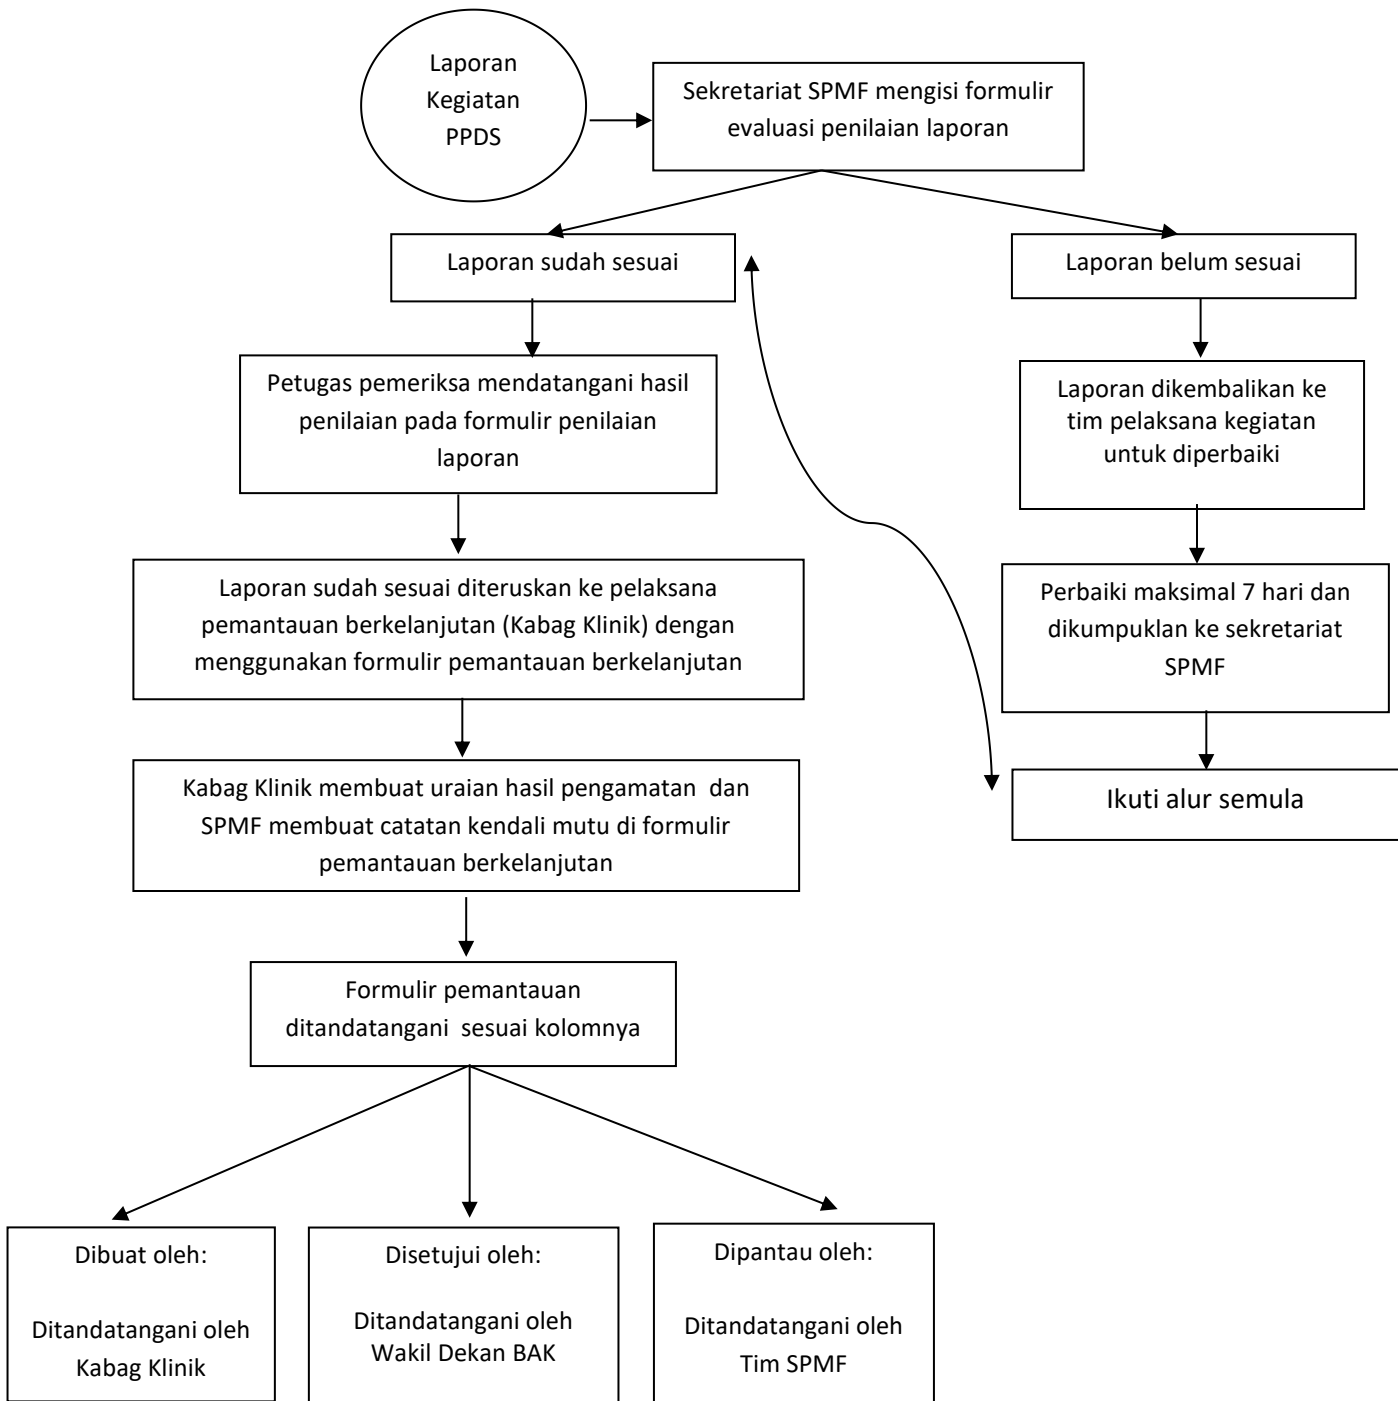 Laporan
Kegiatan
PPDS
Sekretariat SPMF mengisi formulir
evaluasi penilaian laporan
Laporan sudah sesuai
Laporan belum sesuai
Petugas pemeriksa mendatangani hasil
penilaian pada formulir penilaian
laporan
Laporan dikembalikan ke
tim pelaksana kegiatan
untuk diperbaiki
Laporan sudah sesuai diteruskan ke pelaksana
pemantauan berkelanjutan (Kabag Klinik) dengan
menggunakan formulir pemantauan berkelanjutan
Perbaiki maksimal 7 hari dan
dikumpuklan ke sekretariat
SPMF
Kabag Klinik membuat uraian hasil pengamatan dan
SPMF membuat catatan kendali mutu di formulir
pemantauan berkelanjutan
Ikuti alur semula
Formulir pemantauan
ditandatangani sesuai kolomnya
Dibuat oleh:
Ditandatangani oleh
Kabag Klinik
Disetujui oleh:
Ditandatangani oleh
Wakil Dekan BAK
Dipantau oleh:
Ditandatangani oleh
Tim SPMF